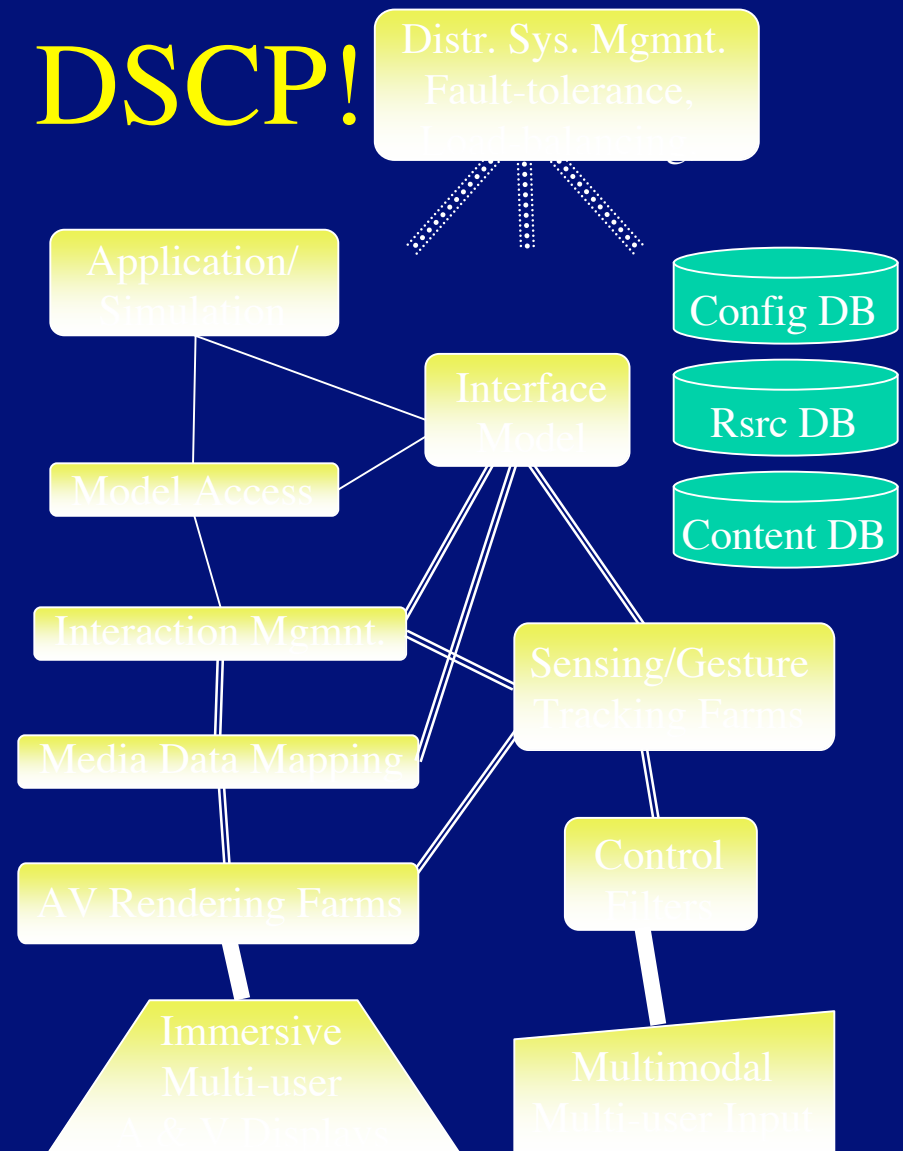 DSCP!
Distr. Sys. Mgmnt.
Fault-tolerance,
Application/
Simulation
Config DB
Interface
Model
Rsrc DB
Model Access
Content DB
Interaction Mgmnt.
Sensing/Gesture
Tracking Farms
Media Data Mapping
Control
Filters
AV Rendering Farms
Immersive
Multi-user
Multimodal
Multi-user Input